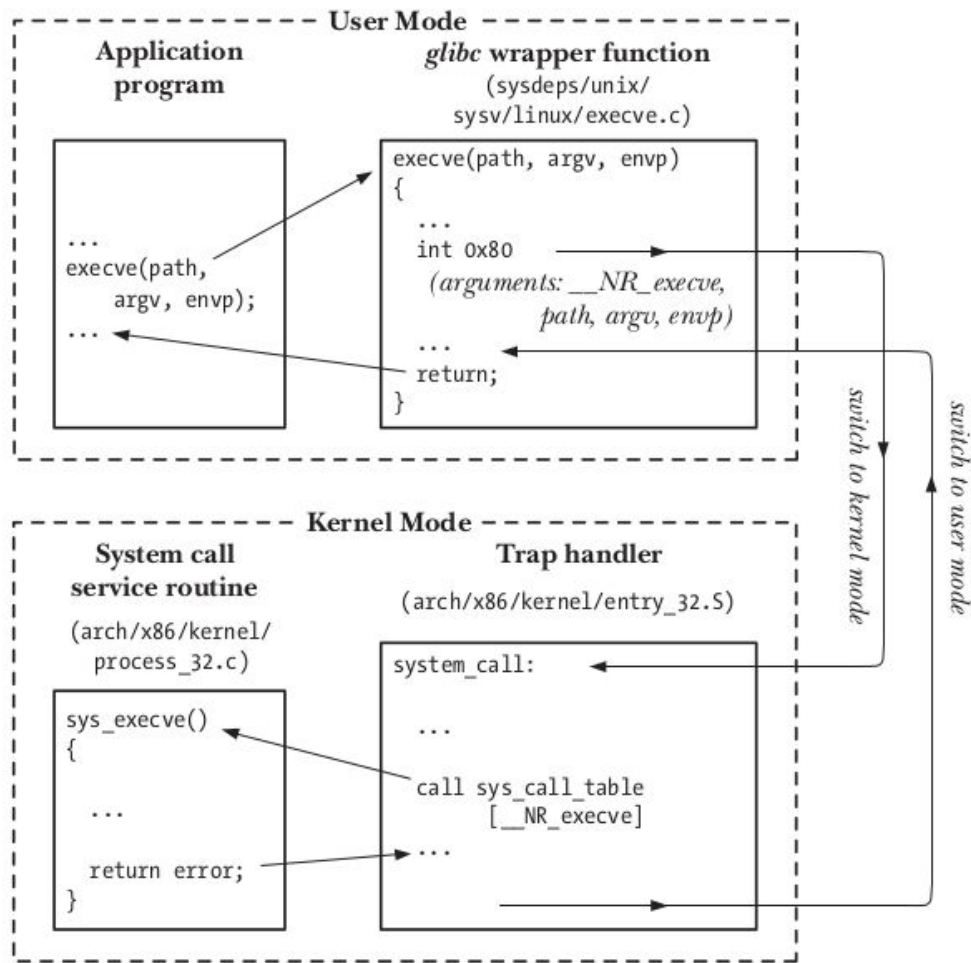 User Mode
Application
program
glibc wrapper function
(sysdeps/unix/
sysv/linux/execve.c)
...
execve(path,
argv, envp);
...
execve(path, argv, envp)
{
...
int 0x80
(arguments: __NR_execve,
path, argv, envp)
...
return;
}
switch to kernel mode
switch to user mode
Kernel Mode
System call
service routine
(arch/x86/kernel/
process_32.c)
Trap handler
(arch/x86/kernel/entry_32.S)
sys_execve()
{
...
return error;
}
system_call:
...
call sys_call_table
[__NR_execve]
...